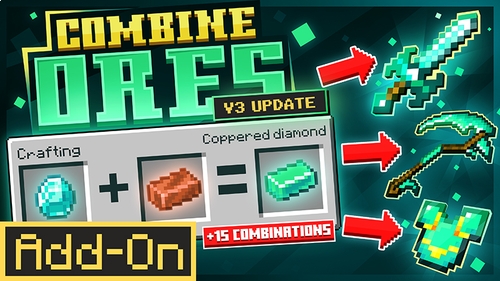 COMBINE
ORES
V3 UPDATE
Crafting
Coppered diamond
+
=
+15 COMBINATIONS
Add-On